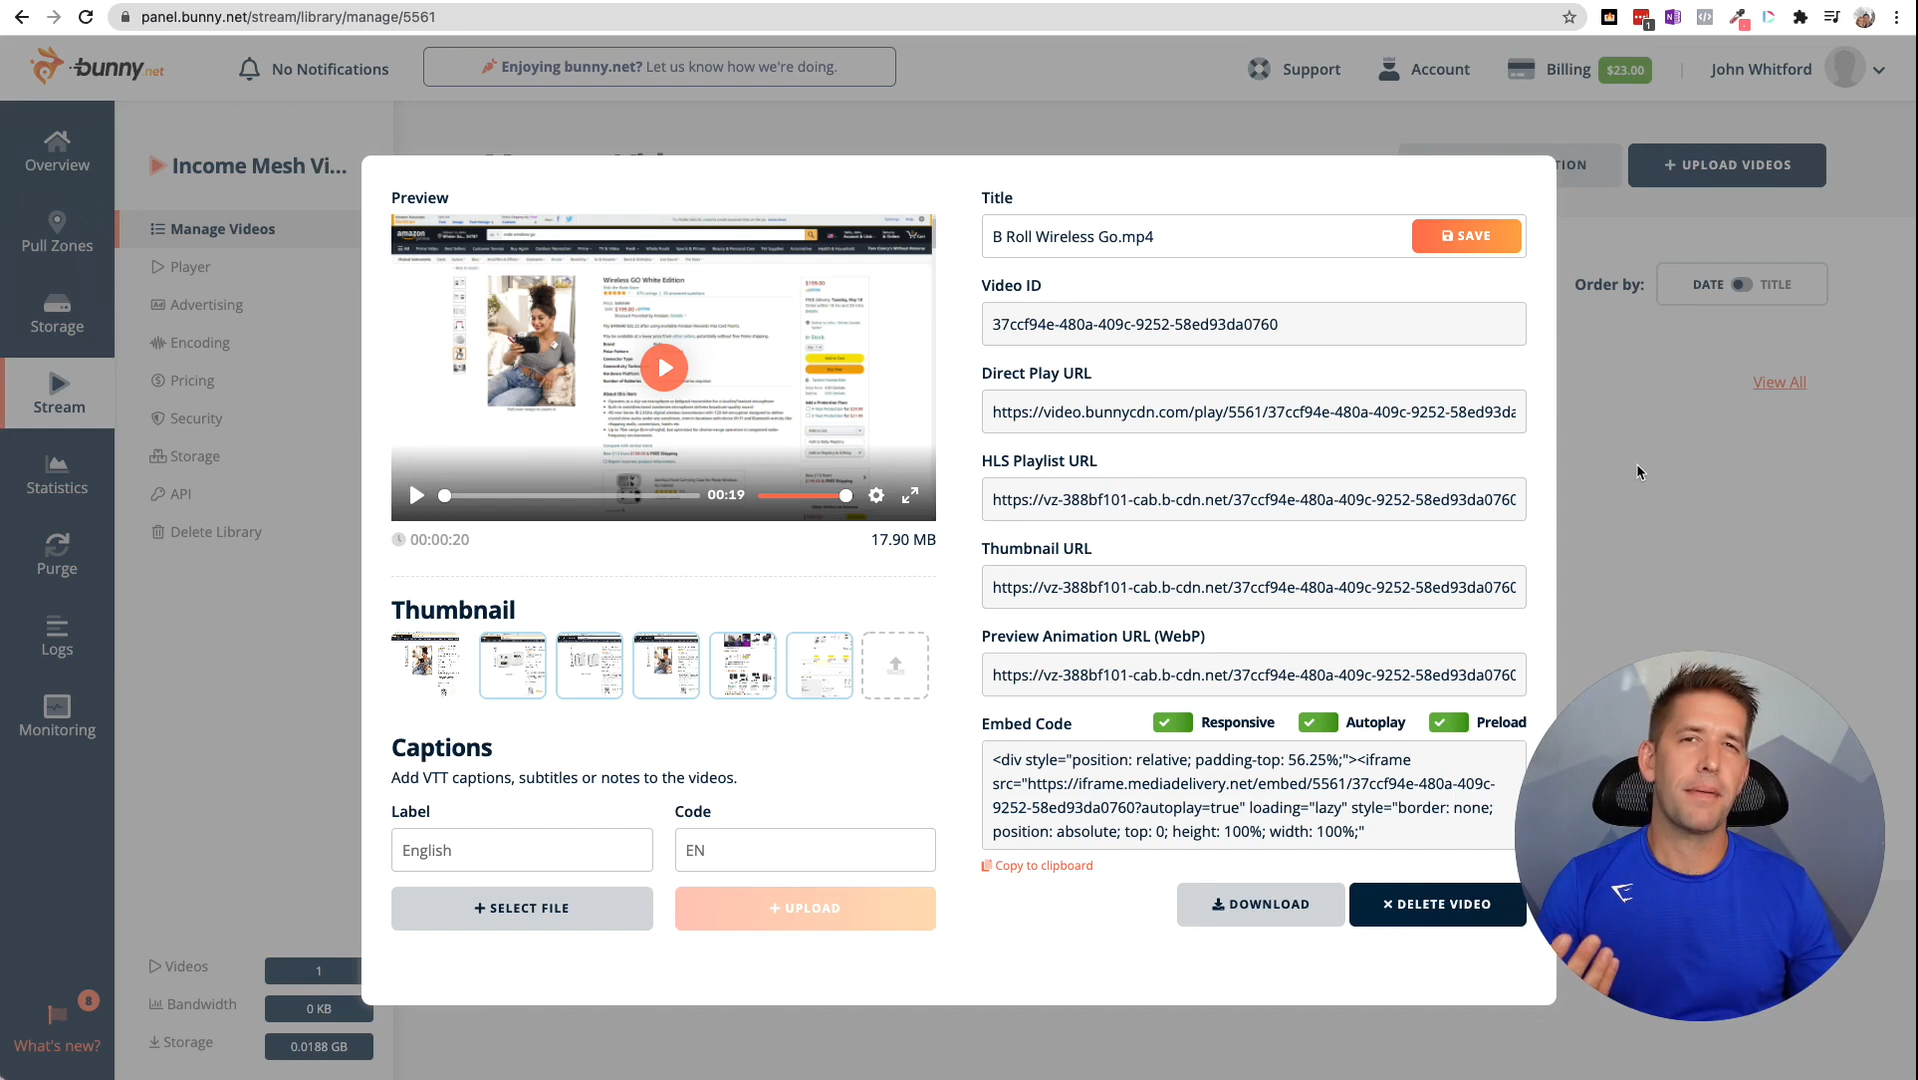 panel.bunny.net/stream/library/manage/5561
bunny.net
No Notifications
Enjoying bunny.net? Let us know how we're doing.
Support
Account
Billing
$23.00
John Whitford
Overview
Pull Zones
Storage
Stream
Statistics
Purge
Logs
Monitoring
8
What's new?
Income Mesh Vi...
Manage Videos
Player
Advertising
Encoding
Pricing
Security
Storage
API
Delete Library
Videos
1
Bandwidth
0 KB
Storage
0.0188 GB
+ UPLOAD VIDEOS
Order by:
DATE
TITLE
View All
Preview
amazon
Wireless GO White Edition
00:19
00:00:20
17.90 MB
Thumbnail
Captions
Add VTT captions, subtitles or notes to the videos.
Label
Code
English
EN
+ SELECT FILE
+ UPLOAD
Title
B Roll Wireless Go.mp4
SAVE
Video ID
37ccf94e-480a-409c-9252-58ed93da0760
Direct Play URL
https://video.bunnycdn.com/play/5561/37ccf94e-480a-409c-9252-58ed93da
HLS Playlist URL
https://vz-388bf101-cab.b-cdn.net/37ccf94e-480a-409c-9252-58ed93da0760
Thumbnail URL
https://vz-388bf101-cab.b-cdn.net/37ccf94e-480a-409c-9252-58ed93da0760
Preview Animation URL (WebP)
https://vz-388bf101-cab.b-cdn.net/37ccf94e-480a-409c-9252-58ed93da0760
Embed Code
Responsive
Autoplay
Preload
<div style="position: relative; padding-top: 56.25%;"><iframe
src="https://iframe.mediadelivery.net/embed/5561/37ccf94e-480a-409c-
9252-58ed93da0760?autoplay=true" loading="lazy" style="border: none;
position: absolute; top: 0; height: 100%; width: 100%;"
Copy to clipboard
DOWNLOAD
× DELETE VIDEO